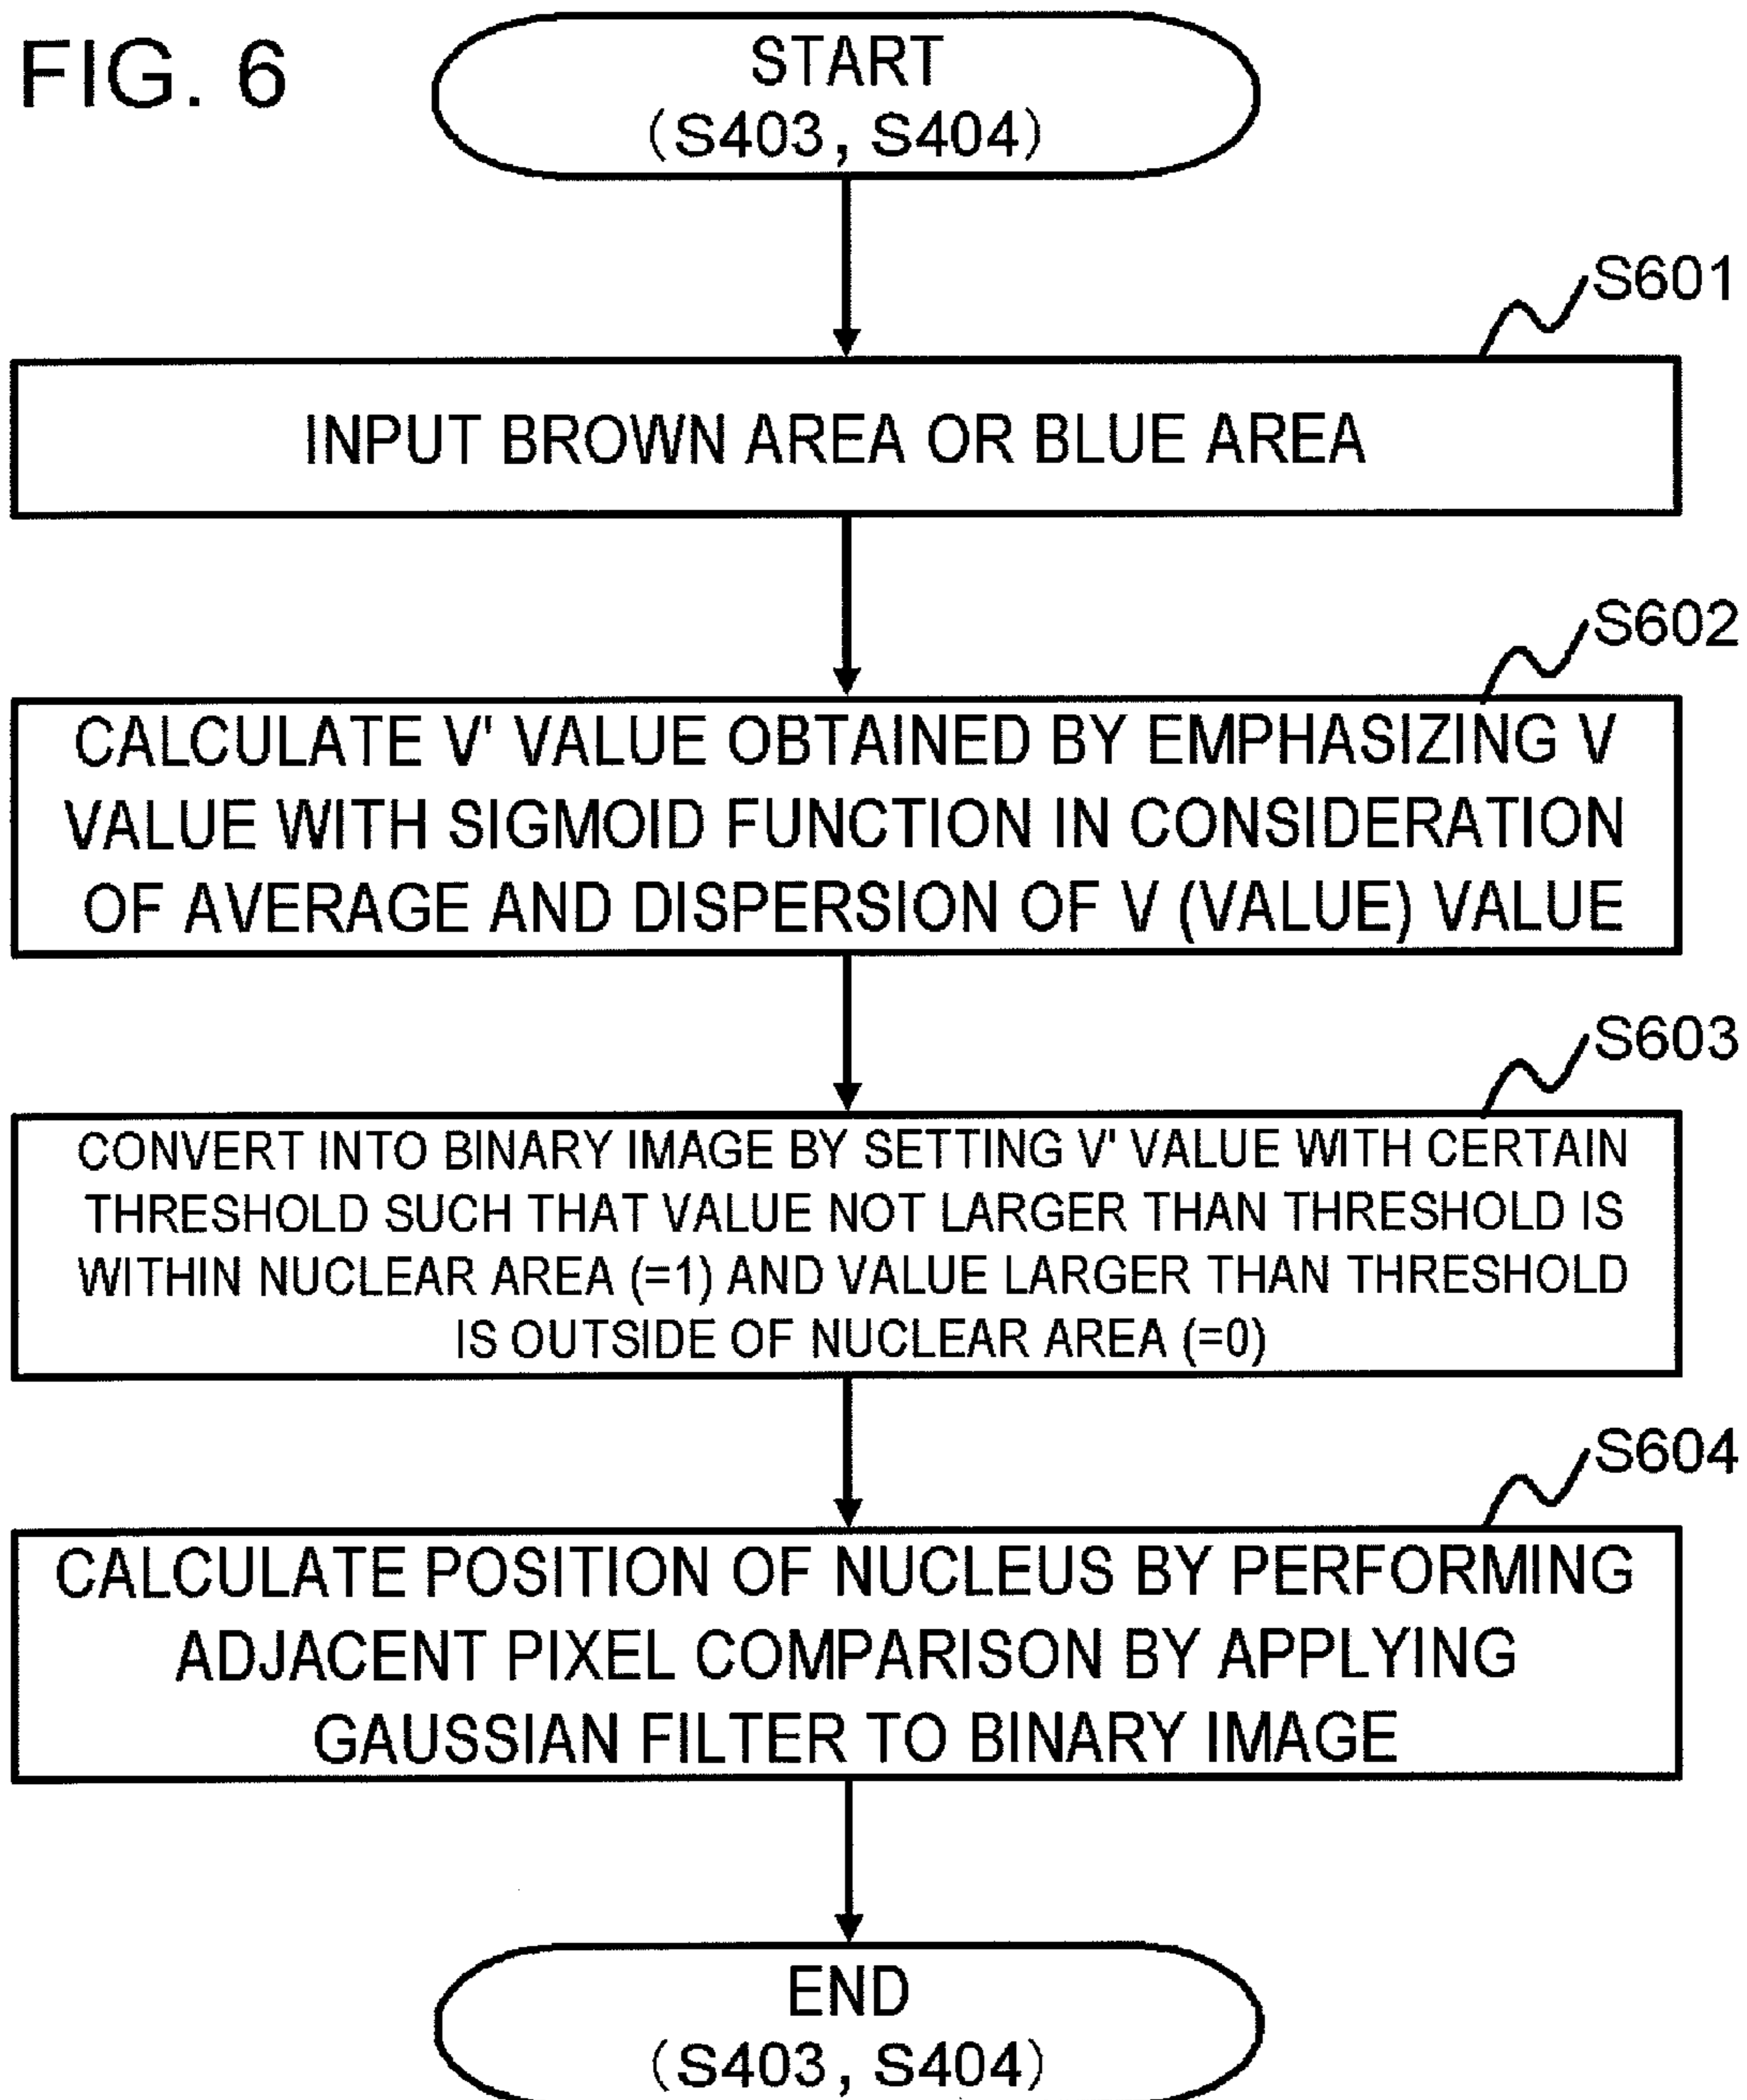 FIG. 6
START
(S403, S404)
S601
INPUT BROWN AREA OR BLUE AREA
S602
CALCULATE V' VALUE OBTAINED BY EMPHASIZING V
VALUE WITH SIGMOID FUNCTION IN CONSIDERATION
OF AVERAGE AND DISPERSION OF V (VALUE) VALUE
S603
CONVERT INTO BINARY IMAGE BY SETTING V' VALUE WITH CERTAIN
THRESHOLD SUCH THAT VALUE NOT LARGER THAN THRESHOLD IS
WITHIN NUCLEAR AREA (=1) AND VALUE LARGER THAN THRESHOLD
IS OUTSIDE OF NUCLEAR AREA (=0)
S604
CALCULATE POSITION OF NUCLEUS BY PERFORMING
ADJACENT PIXEL COMPARISON BY APPLYING
GAUSSIAN FILTER TO BINARY IMAGE
END
(S403, S404)